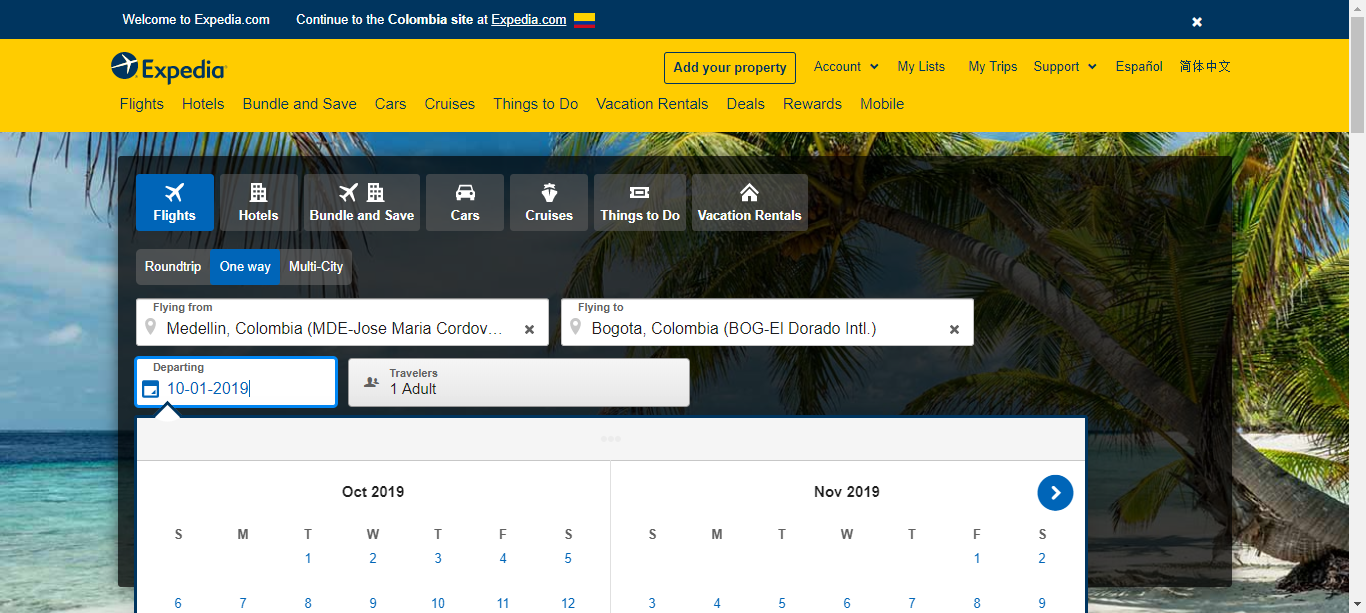 Welcome to Expedia.com Continue to the Colombia site at Expedia.com
Expedia
Add your property Account My Lists My Trips Support Español 简体中文
Flights Hotels Bundle and Save Cars Cruises Things to Do Vacation Rentals Deals Rewards Mobile
Flights Hotels Bundle and Save Cars Cruises Things to Do Vacation Rentals
Roundtrip One way Multi-City
Flying from Flying to
Medellin, Colombia (MDE-Jose Maria Cordov... Bogota, Colombia (BOG-El Dorado Intl.)
Departing Travelers
10-01-2019 1 Adult
Oct 2019 Nov 2019
S M T W T F S S M T W T F S
1 2 3 4 5 1 2
6 7 8 9 10 11 12 3 4 5 6 7 8 9